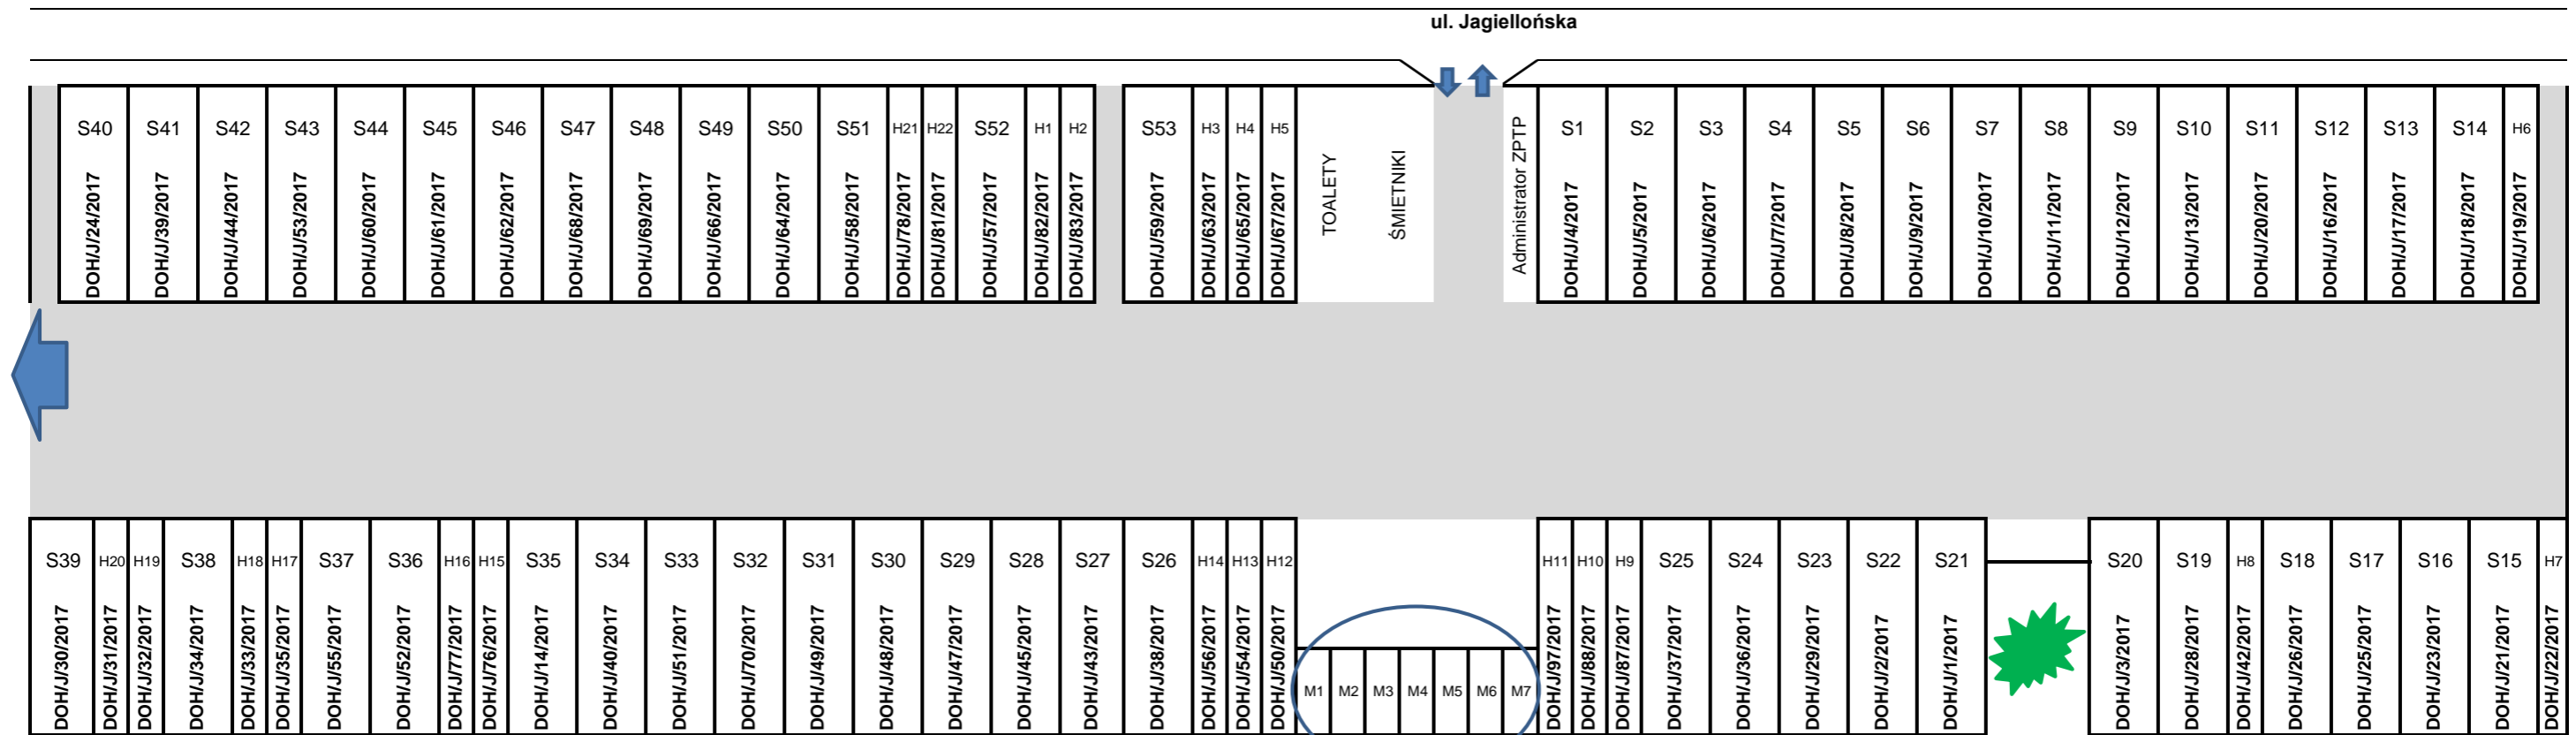 ul. Jagiellońska
S40 S41 S42 S43 S44 S45 S46 S47 S48 S49 S50 S51 H21 H22 S52 H1 H2 S53 H3 H4 H5 TOALETY ŚMIETNIKI Administrator ZPTP S1 S2 S3 S4 S5 S6 S7 S8 S9 S10 S11 S12 S13 S14 H6
DOH/J/24/2017 DOH/J/39/2017 DOH/J/44/2017 DOH/J/53/2017 DOH/J/60/2017 DOH/J/61/2017 DOH/J/62/2017 DOH/J/68/2017 DOH/J/69/2017 DOH/J/66/2017 DOH/J/64/2017 DOH/J/58/2017 DOH/J/78/2017 DOH/J/81/2017 DOH/J/57/2017 DOH/J/82/2017 DOH/J/83/2017 DOH/J/59/2017 DOH/J/63/2017 DOH/J/65/2017 DOH/J/67/2017 DOH/J/4/2017 DOH/J/5/2017 DOH/J/6/2017 DOH/J/7/2017 DOH/J/8/2017 DOH/J/9/2017 DOH/J/10/2017 DOH/J/11/2017 DOH/J/12/2017 DOH/J/13/2017 DOH/J/20/2017 DOH/J/16/2017 DOH/J/17/2017 DOH/J/18/2017 DOH/J/19/2017
S39 H20 H19 S38 H18 H17 S37 S36 H16 H15 S35 S34 S33 S32 S31 S30 S29 S28 S27 S26 H14 H13 H12 H11 H10 H9 S25 S24 S23 S22 S21 S20 S19 H8 S18 S17 S16 S15 H7
DOH/J/30/2017 DOH/J/31/2017 DOH/J/32/2017 DOH/J/34/2017 DOH/J/33/2017 DOH/J/35/2017 DOH/J/55/2017 DOH/J/52/2017 DOH/J/77/2017 DOH/J/76/2017 DOH/J/14/2017 DOH/J/40/2017 DOH/J/51/2017 DOH/J/70/2017 DOH/J/49/2017 DOH/J/48/2017 DOH/J/47/2017 DOH/J/45/2017 DOH/J/43/2017 DOH/J/38/2017 DOH/J/56/2017 DOH/J/54/2017 DOH/J/50/2017 M1 M2 M3 M4 M5 M6 M7 DOH/J/97/2017 DOH/J/88/2017 DOH/J/87/2017 DOH/J/37/2017 DOH/J/36/2017 DOH/J/29/2017 DOH/J/2/2017 DOH/J/1/2017 DOH/J/3/2017 DOH/J/28/2017 DOH/J/42/2017 DOH/J/26/2017 DOH/J/25/2017 DOH/J/23/2017 DOH/J/21/2017 DOH/J/22/2017